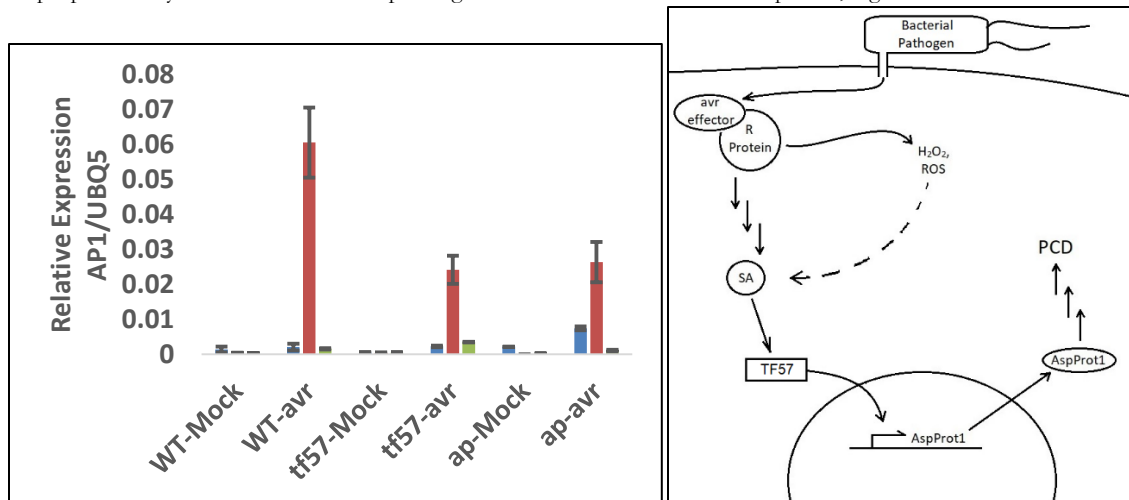 0.08
0.07
0.06
0.05
0.04
0.03
0.02
0.01
0
Relative Expression
AP1/UBQ5
WT-Mock
WT-avr
tf57-Mock
tf57-avr
ap-Mock
ap-avr
Bacterial
Pathogen
avr
effector
R
Protein
H₂O₂,
ROS
SA
PCD
TF57
AspProt1
AspProt1